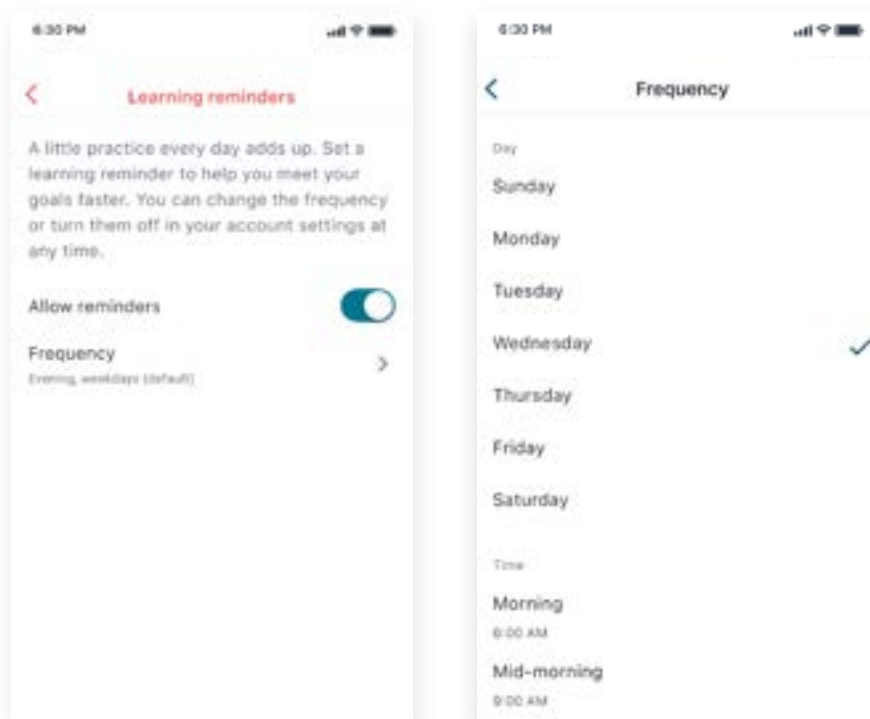 6:30 PM
Learning reminders
A little practice every day adds up. Set a
learning reminder to help you meet your
goals faster. You can change the frequency
or turn them off in your account settings at
any time.
Allow reminders
Frequency
Evening, weekdays (default)
6:30 PM
Frequency
Day
Sunday
Monday
Tuesday
Wednesday
Thursday
Friday
Saturday
Time
Morning
6:00 AM
Mid-morning
9:00 AM